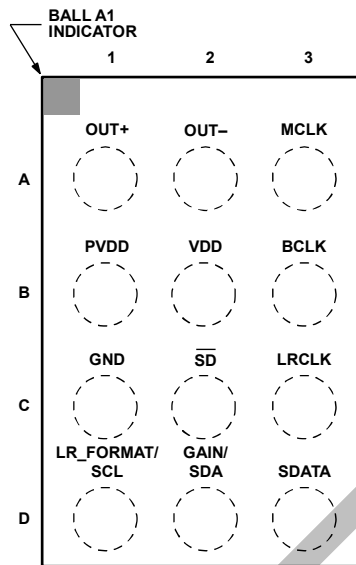 BALL A1
INDICATOR
1 2 3
OUT+ OUT– MCLK
A
PVDD VDD BCLK
B
GND S̅D̅ LRCLK
C
LR_FORMAT/ GAIN/
SCL SDA SDATA
D